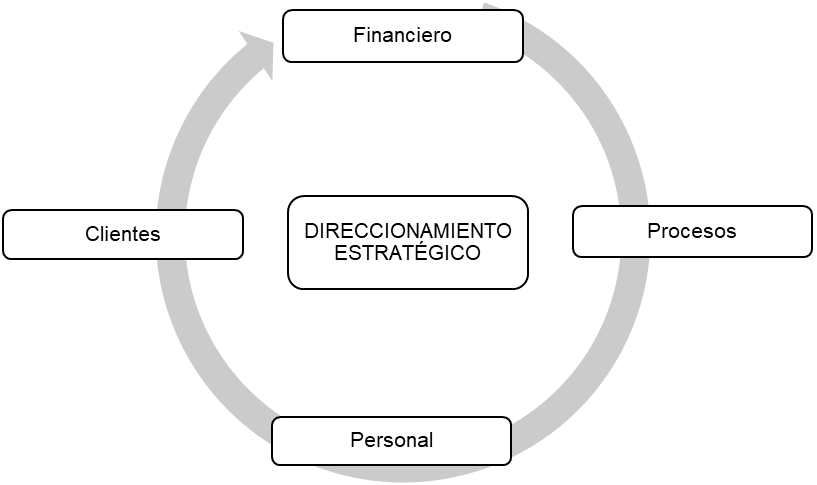 Financiero
Clientes
DIRECCIONAMIENTO
ESTRATÉGICO
Procesos
Personal